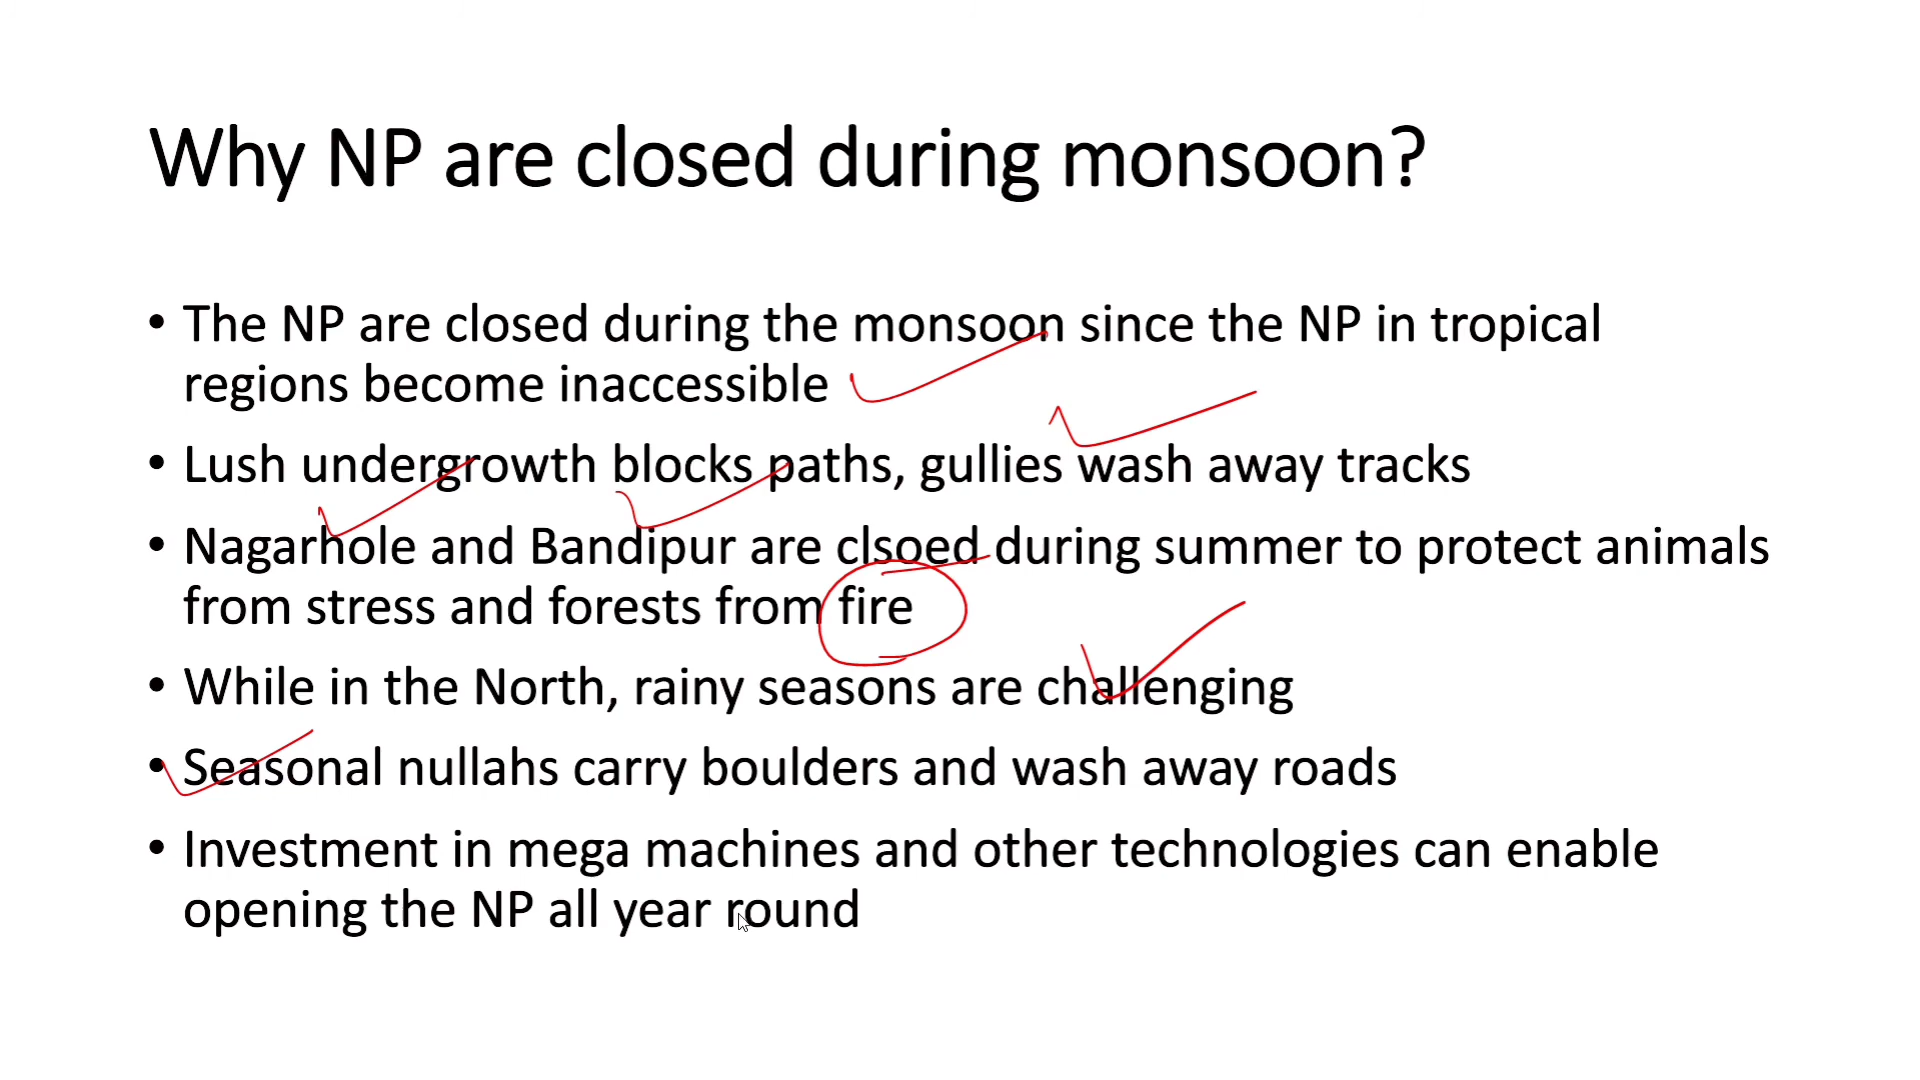 Why NP are closed during monsoon?
• The NP are closed during the monsoon since the NP in tropical
regions become inaccessible
• Lush undergrowth blocks paths, gullies wash away tracks
• Nagarhole and Bandipur are clsoed during summer to protect animals
from stress and forests from fire
• While in the North, rainy seasons are challenging
• Seasonal nullahs carry boulders and wash away roads
• Investment in mega machines and other technologies can enable
opening the NP all year round